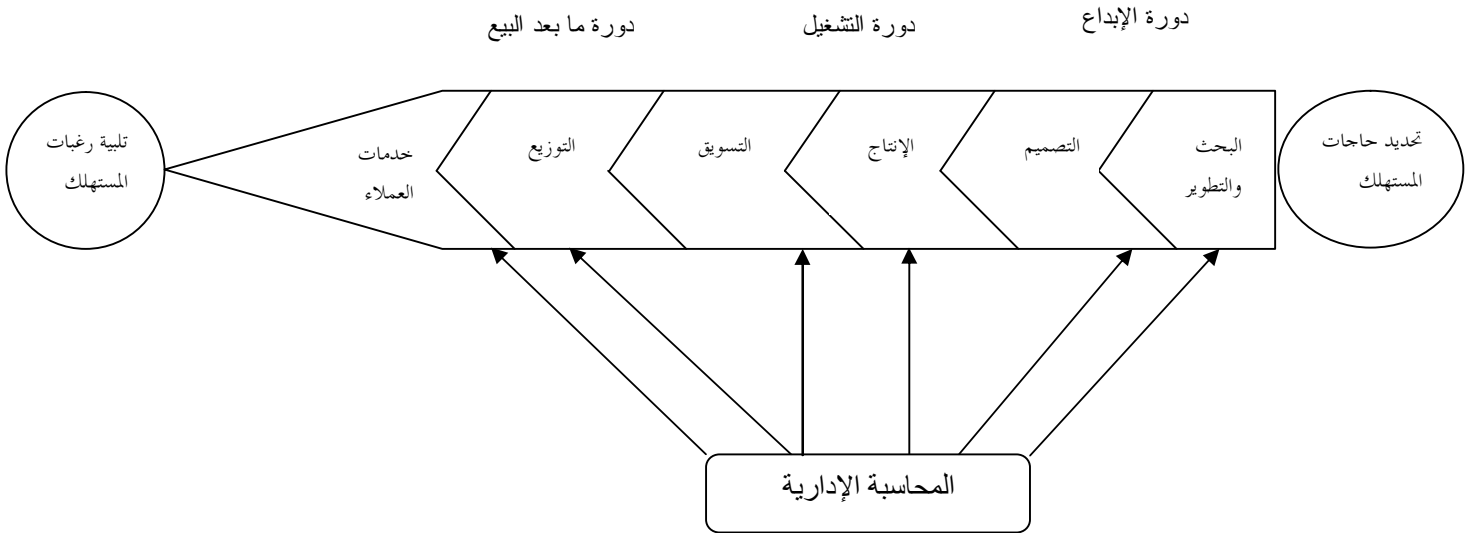 دورة الإبداع
دورة التشغيل
دورة ما بعد البيع
تحديد حاجات
المستهلك
البحث
والتطوير
التصميم
الإنتاج
التسويق
التوزيع
خدمات
العملاء
تلبية رغبات
المستهلك
المحاسبة الإدارية